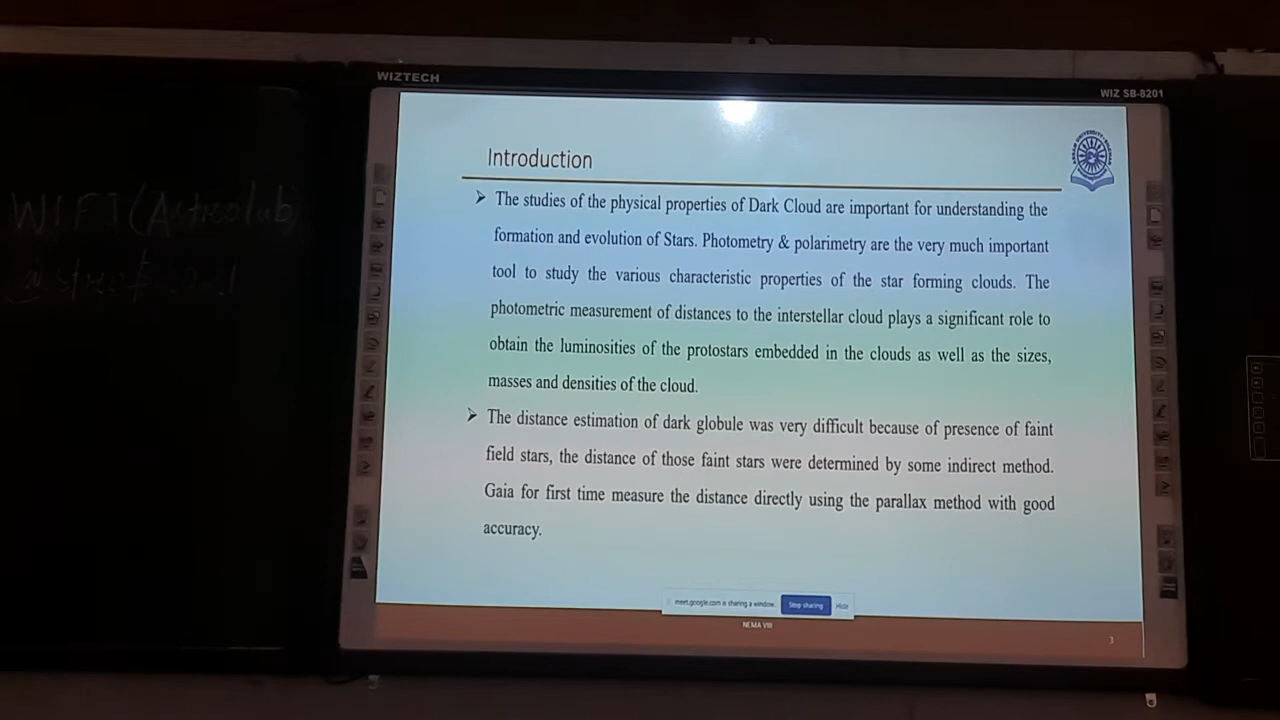 WIZTECH
WIZ SB-8201
WIFI (Astrolab)
Introduction
ASSAM UNIVERSITY
➢ The studies of the physical properties of Dark Cloud are important for understanding the
formation and evolution of Stars. Photometry & polarimetry are the very much important
tool to study the various characteristic properties of the star forming clouds. The
photometric measurement of distances to the interstellar cloud plays a significant role to
obtain the luminosities of the protostars embedded in the clouds as well as the sizes,
masses and densities of the cloud.
➢ The distance estimation of dark globule was very difficult because of presence of faint
field stars, the distance of those faint stars were determined by some indirect method.
Gaia for first time measure the distance directly using the parallax method with good
accuracy.
meet.google.com is sharing a window. Stop sharing Hide
NEMA VIII
3